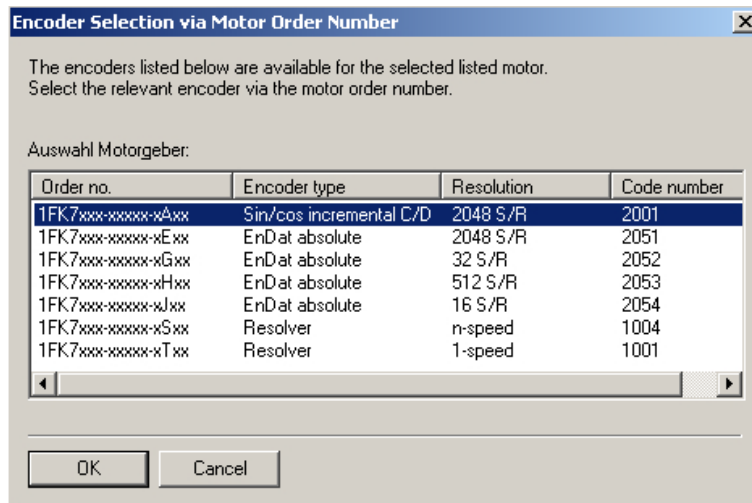 Encoder Selection via Motor Order Number
The encoders listed below are available for the selected listed motor.
Select the relevant encoder via the motor order number.
Auswahl Motorgeber:
Order no. Encoder type Resolution Code number
1FK7xxx-xxxxx-xAxx Sin/cos incremental C/D 2048 S/R 2001
1FK7xxx-xxxxx-xExx EnDat absolute 2048 S/R 2051
1FK7xxx-xxxxx-xGxx EnDat absolute 32 S/R 2052
1FK7xxx-xxxxx-xHxx EnDat absolute 512 S/R 2053
1FK7xxx-xxxxx-xJxx EnDat absolute 16 S/R 2054
1FK7xxx-xxxxx-xSxx Resolver n-speed 1004
1FK7xxx-xxxxx-xTxx Resolver 1-speed 1001
OK Cancel